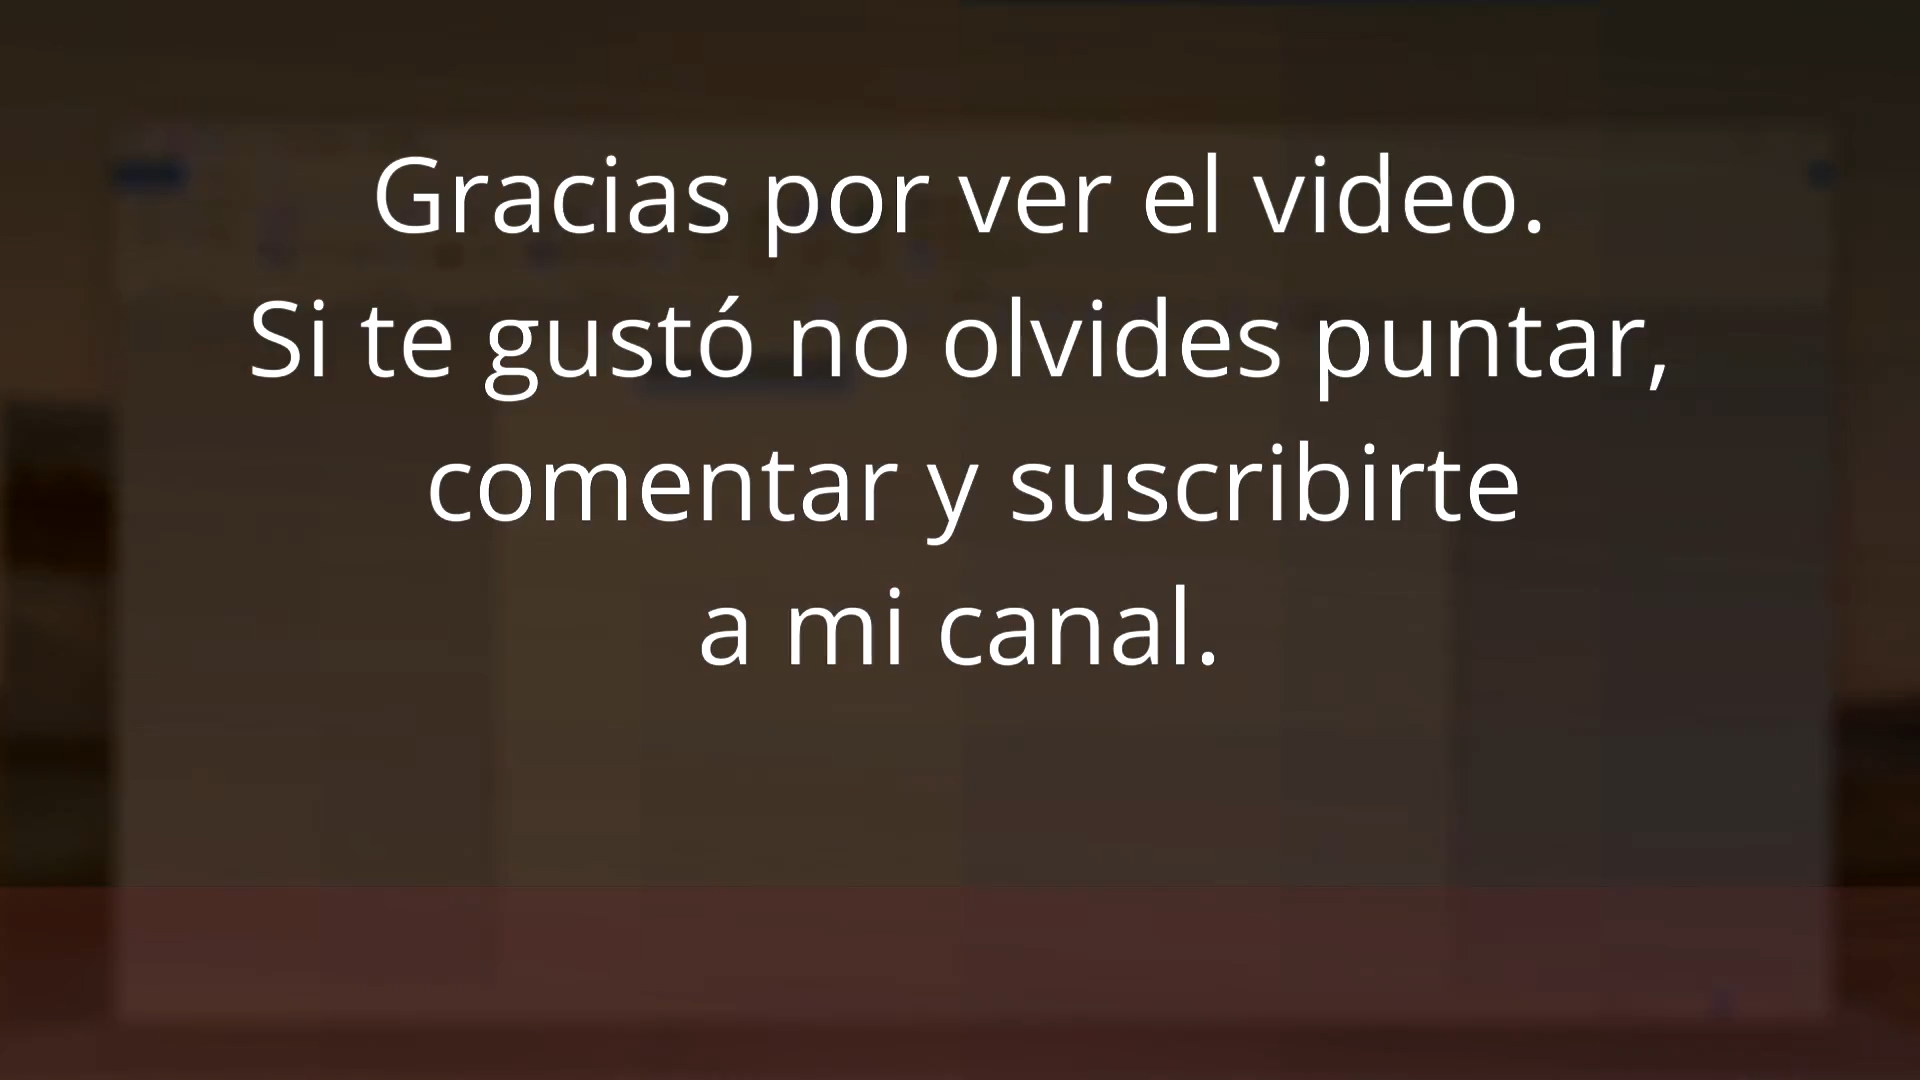 Gracias por ver el video.
Si te gustó no olvides puntar,
comentar y suscribirte
a mi canal.